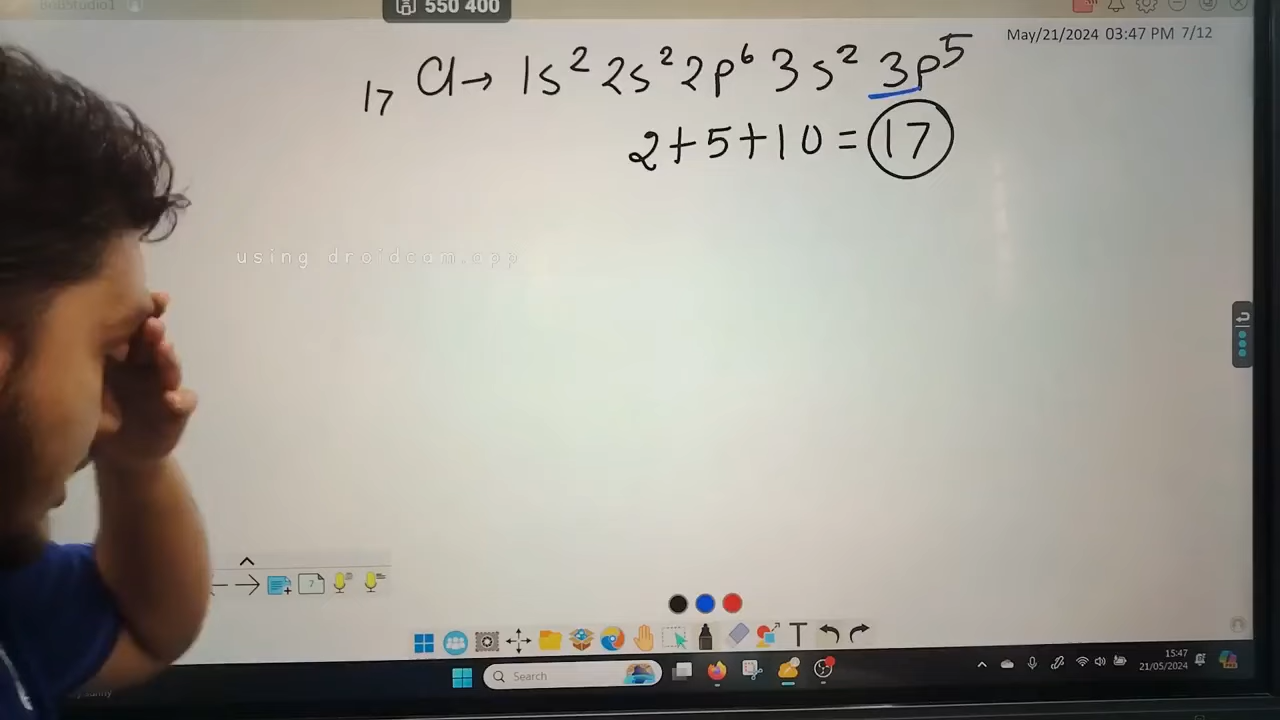 BeeStudio1
550 400
May/21/2024 03:47 PM 7/12
17 Cl → 1s² 2s² 2p⁶ 3s² 3p⁵
2+5+10 = 17
using droidcam.app
?
T
Search
15:47
21/05/2024